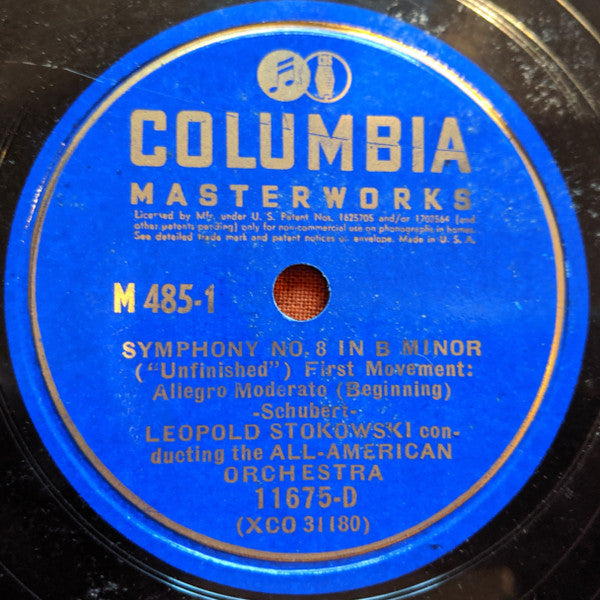 COLUMBIA
MASTERWORKS
Licensed by Mfr. under U. S. Patent Nos. 1625705 and/or 1702564 (and
other patents pending) only for non-commercial use on phonographs in homes.
See detailed trade mark and patent notices on envelope. Made in U. S. A.
M 485-1
SYMPHONY NO. 8 IN B MINOR
("Unfinished") First Movement:
Allegro Moderato (Beginning)
-Schubert-
LEOPOLD STOKOWSKI con-
ducting the ALL-AMERICAN
ORCHESTRA
11675-D
(XCO 31180)